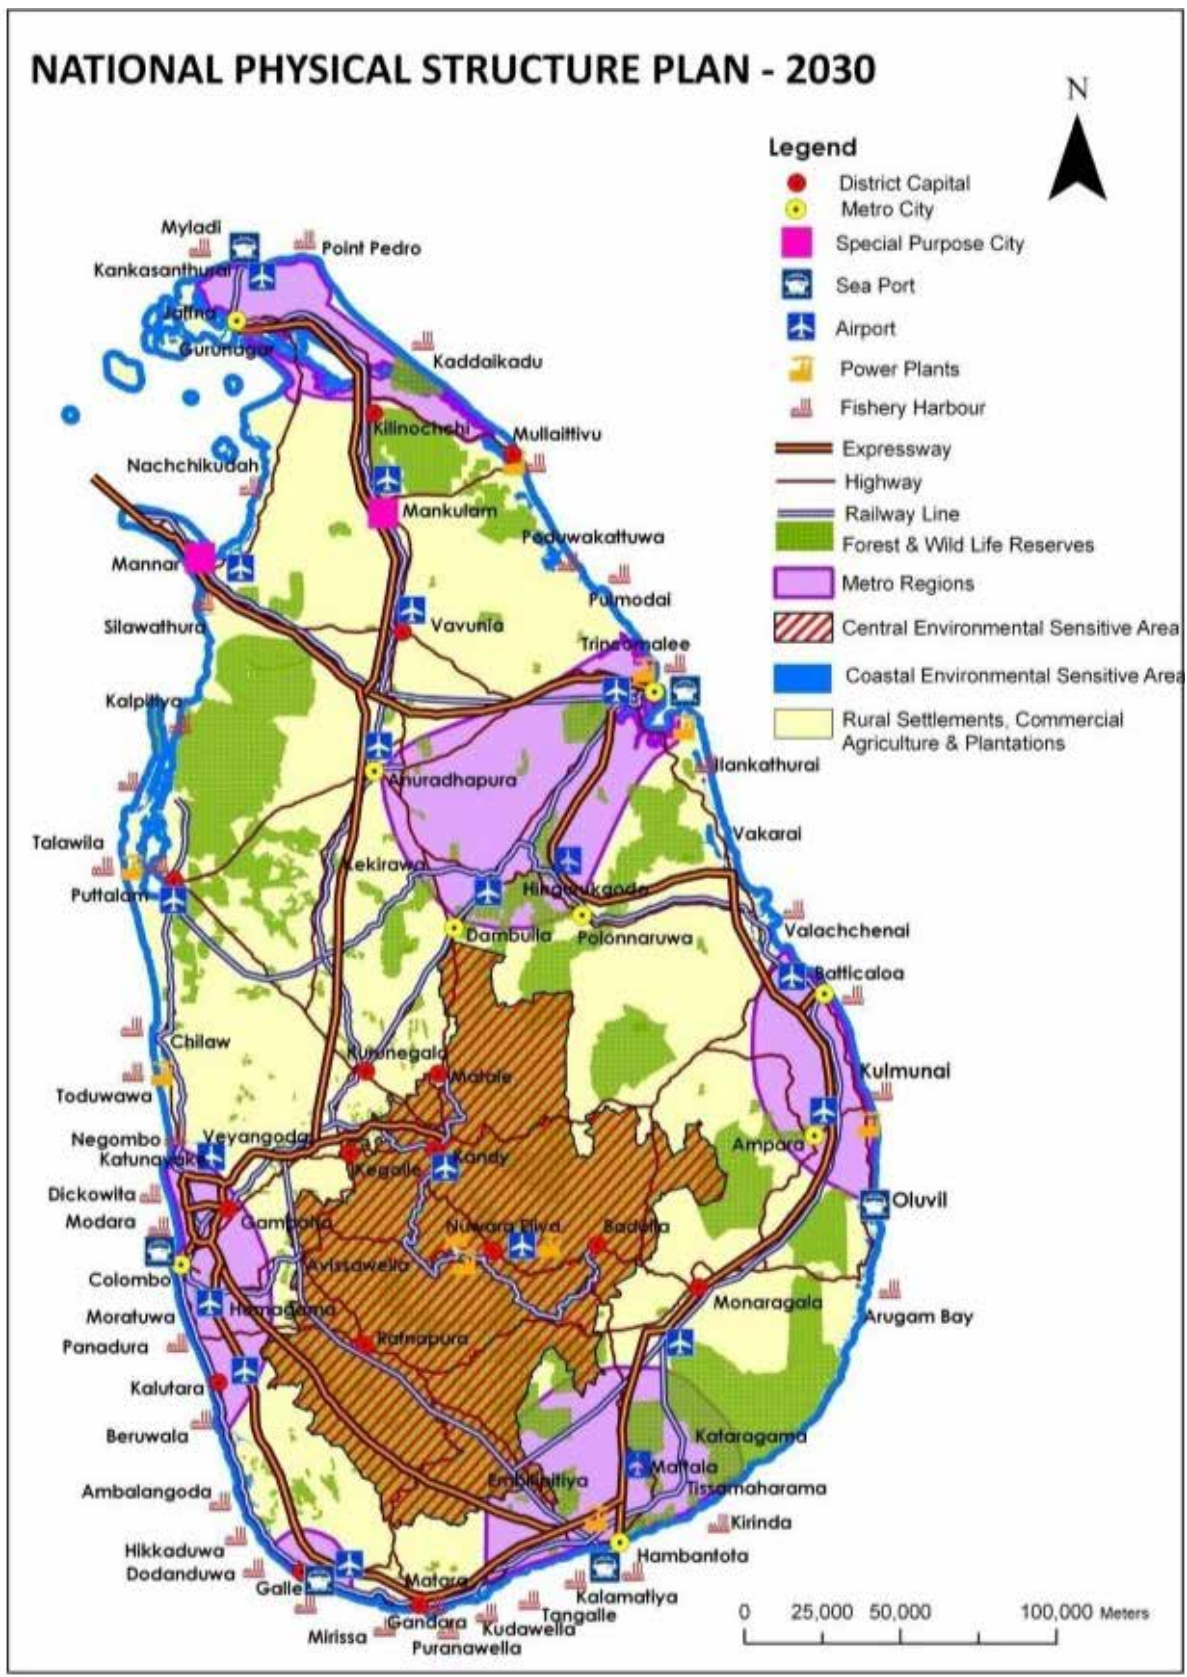 NATIONAL PHYSICAL STRUCTURE PLAN - 2030
N
Legend
District Capital
Metro City
Special Purpose City
Sea Port
Airport
Power Plants
Fishery Harbour
Expressway
Highway
Railway Line
Forest & Wild Life Reserves
Metro Regions
Central Environmental Sensitive Area
Coastal Environmental Sensitive Area
Rural Settlements, Commercial
Agriculture & Plantations
Myladi
Point Pedro
Kankasanthurai
Jaffna
Gurunagar
Kaddaikadu
Kilinochchi
Mullaittivu
Nachchikudah
Mankulam
Poduwakattuwa
Mannar
Pulmodai
Silawathura
Vavunia
Trincomalee
Kalpitiya
Ilankathurai
Anuradhapura
Vakarai
Talawila
Kekirawa
Puttalam
Hingurukgoda
Valachchenai
Dambulla
Polonnaruwa
Batticaloa
Chilaw
Kurunegala
Matale
Kulmunai
Toduwawa
Negombo
Veyangoda
Ampara
Katunayake
Kegalle
Kandy
Dickowita
Oluvil
Modara
Gampaha
Nuwara Eliya
Badulla
Avissawella
Colombo
Monaragala
Moratuwa
Homagama
Arugam Bay
Panadura
Ratnapura
Kalutara
Beruwala
Kataragama
Mattala
Embilipitiya
Tissamaharama
Ambalangoda
Kirinda
Hikkaduwa
Hambantota
Dodanduwa
Galle
Matara
Kalamatiya
Tangalle
Gandara
Kudawella
Mirissa
Puranawella
0 25,000 50,000 100,000 Meters